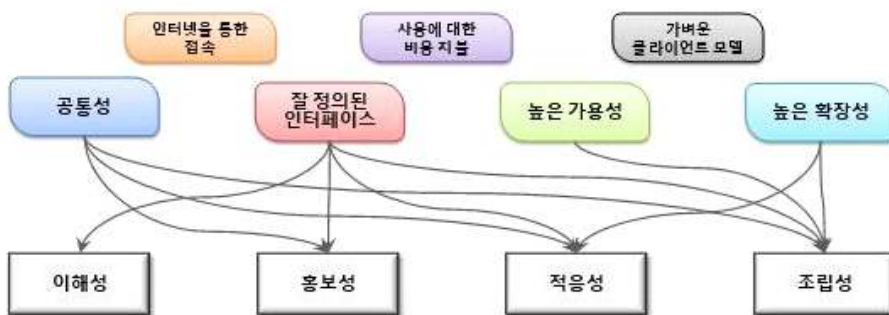 인터넷을 통한
접속
사용에 대한
비용 지불
가벼운
클라이언트 모델
공통성
잘 정의된
인터페이스
높은 가용성
높은 확장성
이해성
홍보성
적응성
조립성